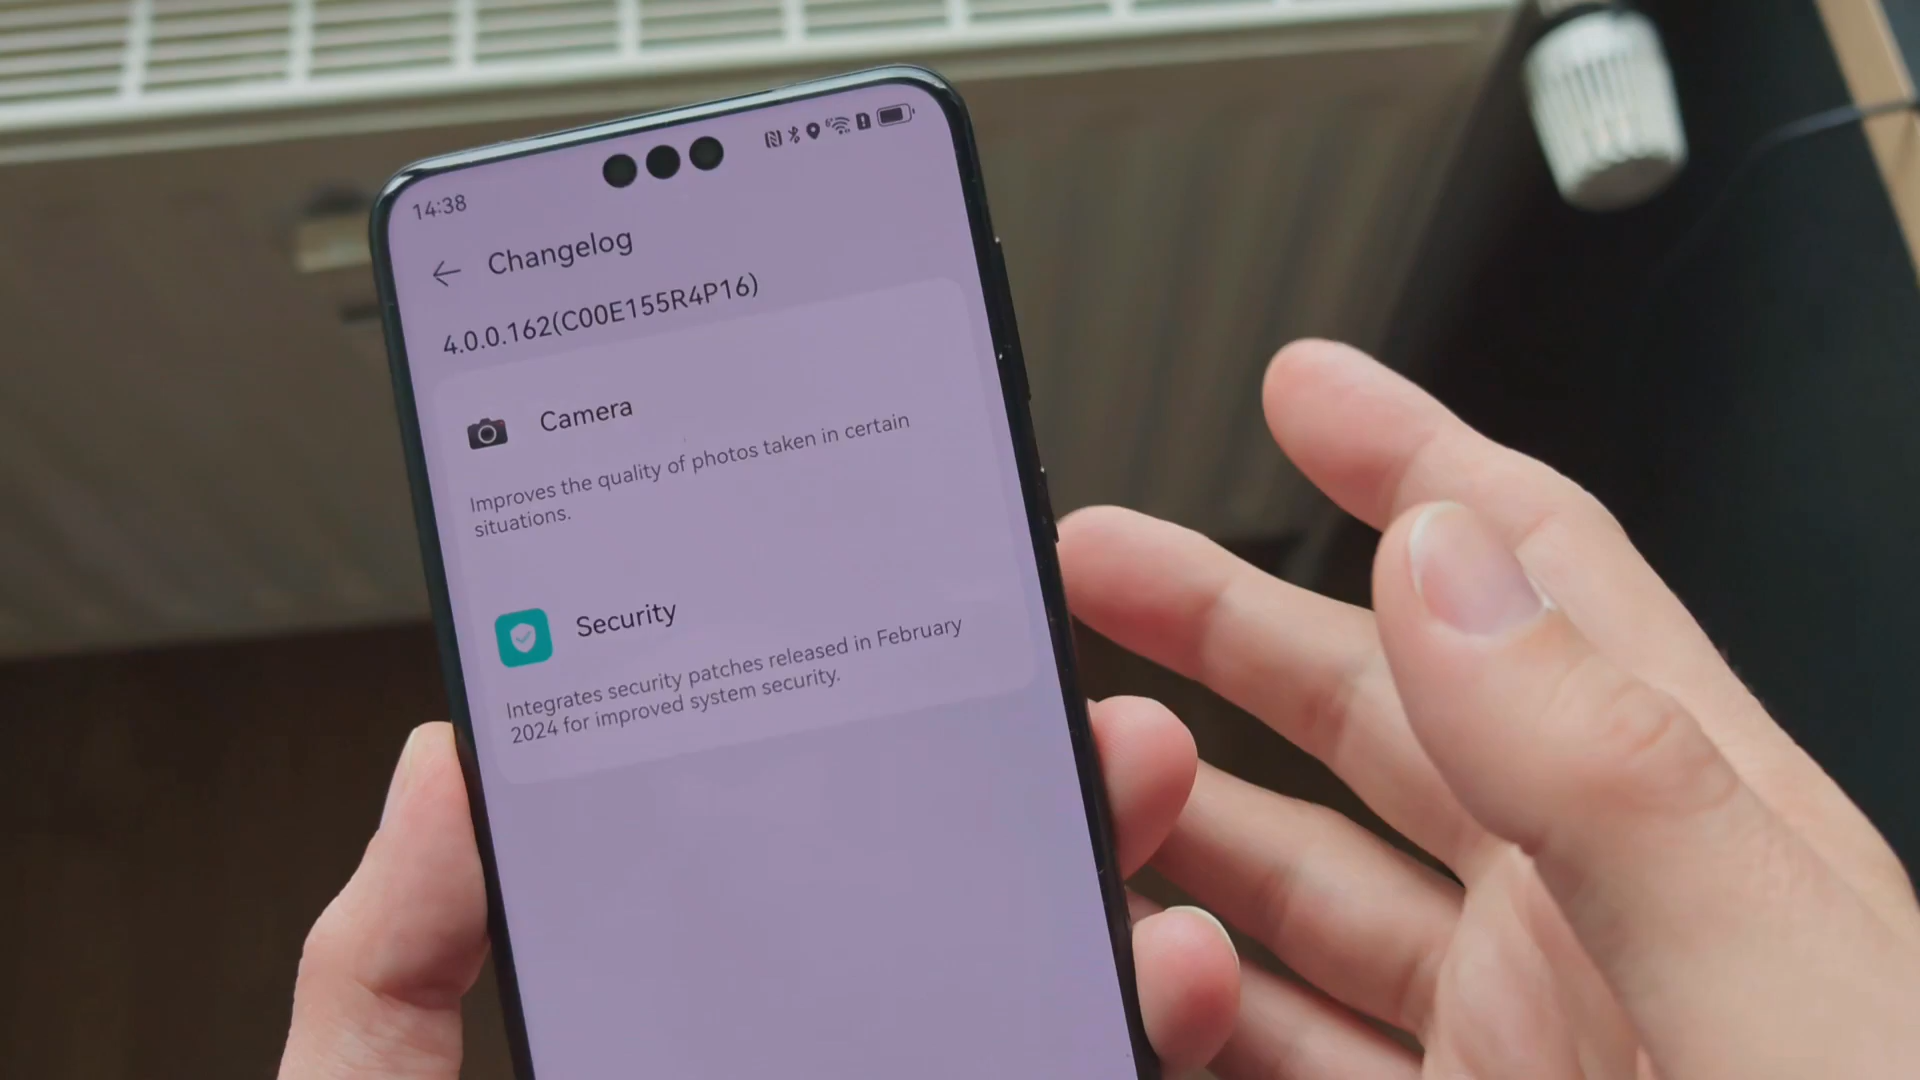 14:38
Changelog
4.0.0.162(C00E155R4P16)
Camera
Improves the quality of photos taken in certain
situations.
Security
Integrates security patches released in February
2024 for improved system security.